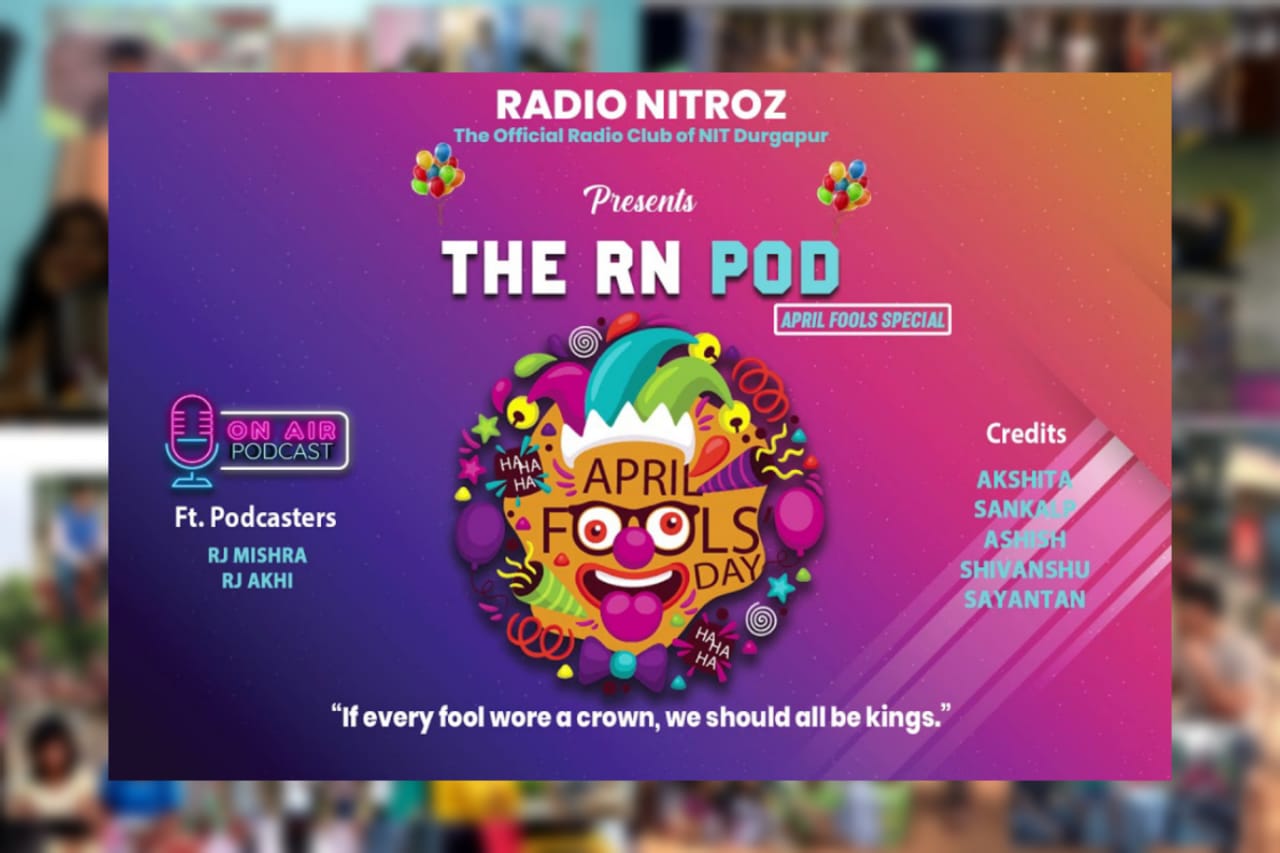 RADIO NITROZ
The Official Radio Club of NIT Durgapur
Presents
THE RN POD
APRIL FOOLS SPECIAL
ON AIR
PODCAST
Ft. Podcasters
RJ MISHRA
RJ AKHI
HA HA HA
APRIL
FOOLS'
DAY
HA HA HA
Credits
AKSHITA
SANKALP
ASHISH
SHIVANSHU
SAYANTAN
“If every fool wore a crown, we should all be kings.”